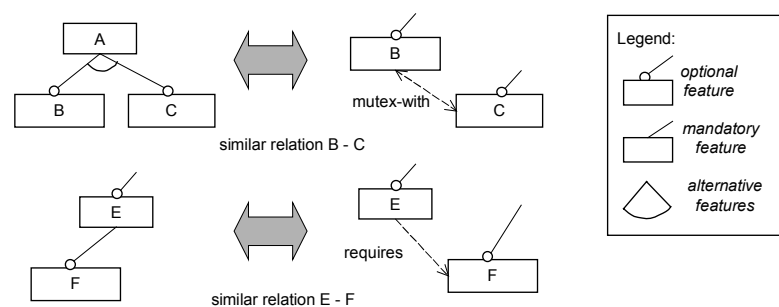 A
B
C
B
mutex-with
C
similar relation B - C
E
F
E
requires
F
similar relation E - F
Legend:
optional
feature
mandatory
feature
alternative
features